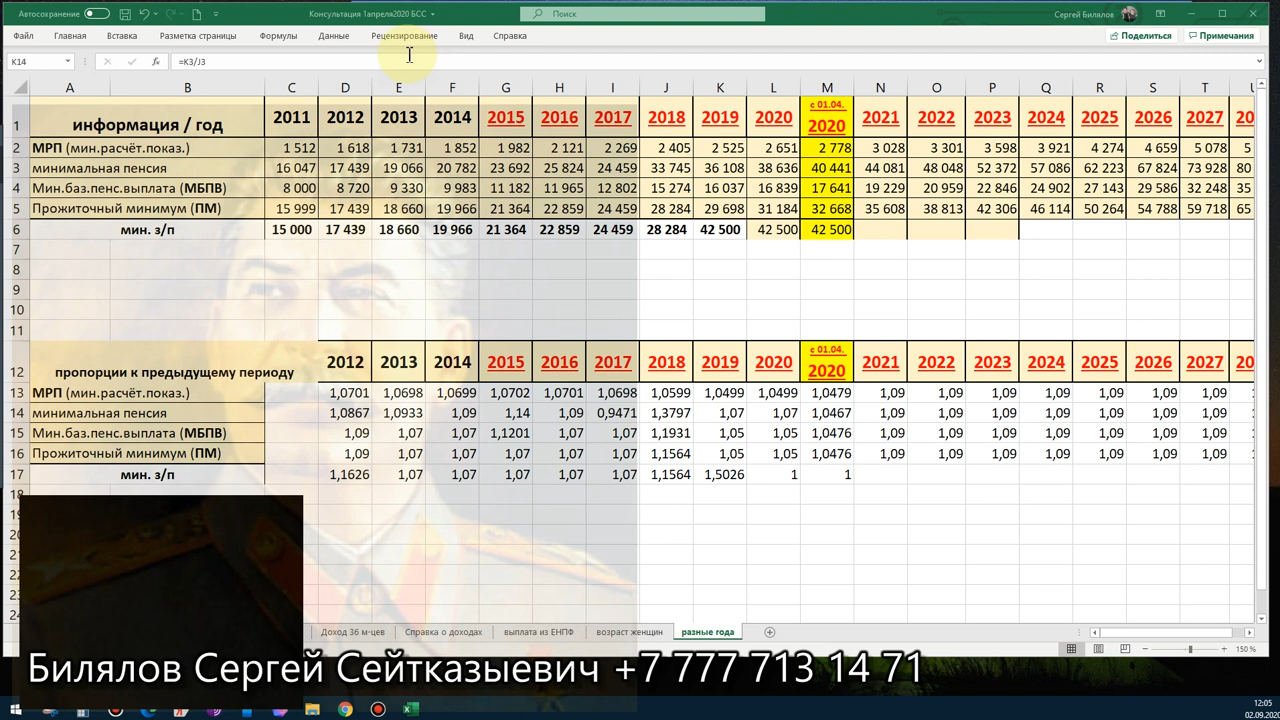 Автосохранение
Консультация 1апреля2020 БСС
Поиск
Сергей Билялов
Файл Главная Вставка Разметка страницы Формулы Данные Рецензирование Вид Справка Поделиться Примечания
K14 fx =K3/J3
A B C D E F G H I J K L M N O P Q R S T U
1 информация / год 2011 2012 2013 2014 2015 2016 2017 2018 2019 2020 с 01.04. 2020 2021 2022 2023 2024 2025 2026 2027 20
2 МРП (мин.расчёт.показ.) 1 512 1 618 1 731 1 852 1 982 2 121 2 269 2 405 2 525 2 651 2 778 3 028 3 301 3 598 3 921 4 274 4 659 5 078 5
3 минимальная пенсия 16 047 17 439 19 066 20 782 23 692 25 824 24 459 33 745 36 108 38 636 40 441 44 081 48 048 52 372 57 086 62 223 67 824 73 928 80
4 Мин.баз.пенс.выплата (МБПВ) 8 000 8 720 9 330 9 983 11 182 11 965 12 802 15 274 16 037 16 839 17 641 19 229 20 959 22 846 24 902 27 143 29 586 32 248 35
5 Прожиточный минимум (ПМ) 15 999 17 439 18 660 19 966 21 364 22 859 24 459 28 284 29 698 31 184 32 668 35 608 38 813 42 306 46 114 50 264 54 788 59 718 65
6 мин. з/п 15 000 17 439 18 660 19 966 21 364 22 859 24 459 28 284 42 500 42 500 42 500
7
8
9
10
11
12 пропорции к предыдущему периоду 2012 2013 2014 2015 2016 2017 2018 2019 2020 с 01.04. 2020 2021 2022 2023 2024 2025 2026 2027 20
13 МРП (мин.расчёт.показ.) 1,0701 1,0698 1,0699 1,0702 1,0701 1,0698 1,0599 1,0499 1,0499 1,0479 1,09 1,09 1,09 1,09 1,09 1,09 1,09
14 минимальная пенсия 1,0867 1,0933 1,09 1,14 1,09 0,9471 1,3797 1,07 1,07 1,0467 1,09 1,09 1,09 1,09 1,09 1,09 1,09
15 Мин.баз.пенс.выплата (МБПВ) 1,09 1,07 1,07 1,1201 1,07 1,07 1,1931 1,05 1,05 1,0476 1,09 1,09 1,09 1,09 1,09 1,09 1,09
16 Прожиточный минимум (ПМ) 1,09 1,07 1,07 1,07 1,07 1,07 1,1564 1,05 1,05 1,0476 1,09 1,09 1,09 1,09 1,09 1,09 1,09
17 мин. з/п 1,1626 1,07 1,07 1,07 1,07 1,07 1,1564 1,5026 1 1
18
24
Доход 36 м-цев Справка о доходах выплата из ЕНПФ возраст женщин разные года
150 %
Билялов Сергей Сейтказыевич +7 777 713 14 71
12:05
02.09.2020